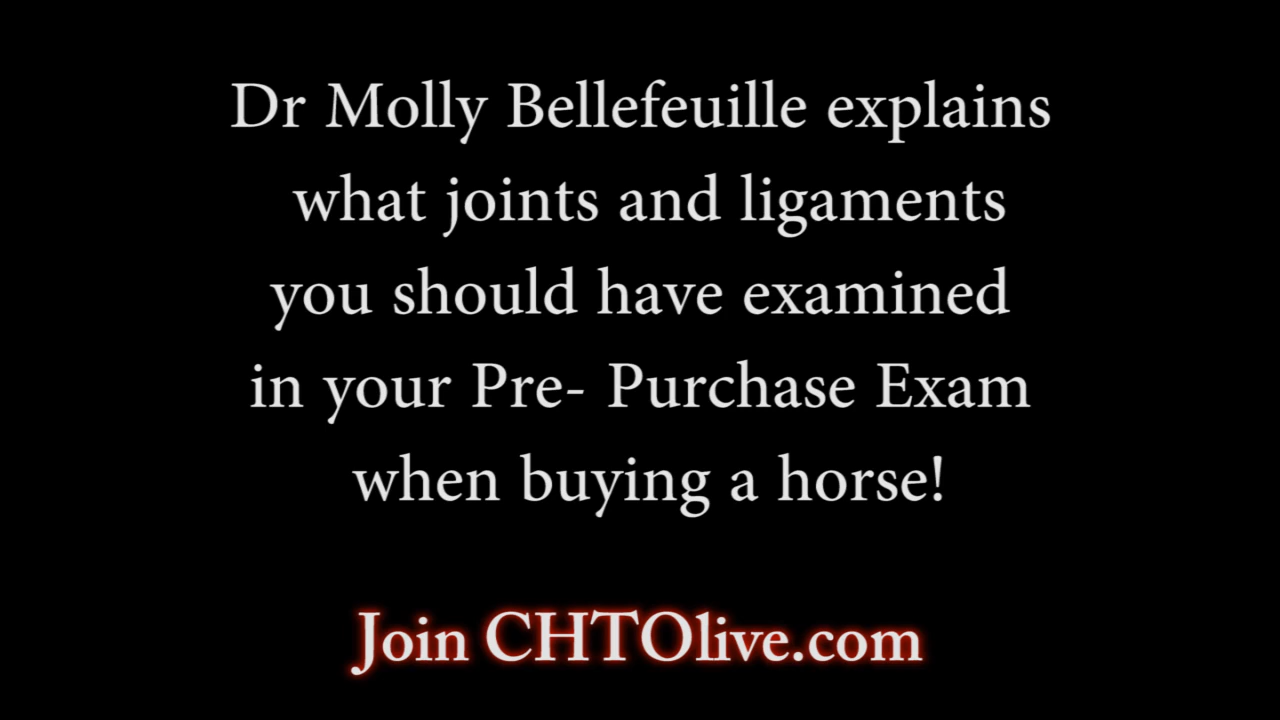 Dr Molly Bellefeuille explains
what joints and ligaments
you should have examined
in your Pre- Purchase Exam
when buying a horse!
Join CHTOlive.com